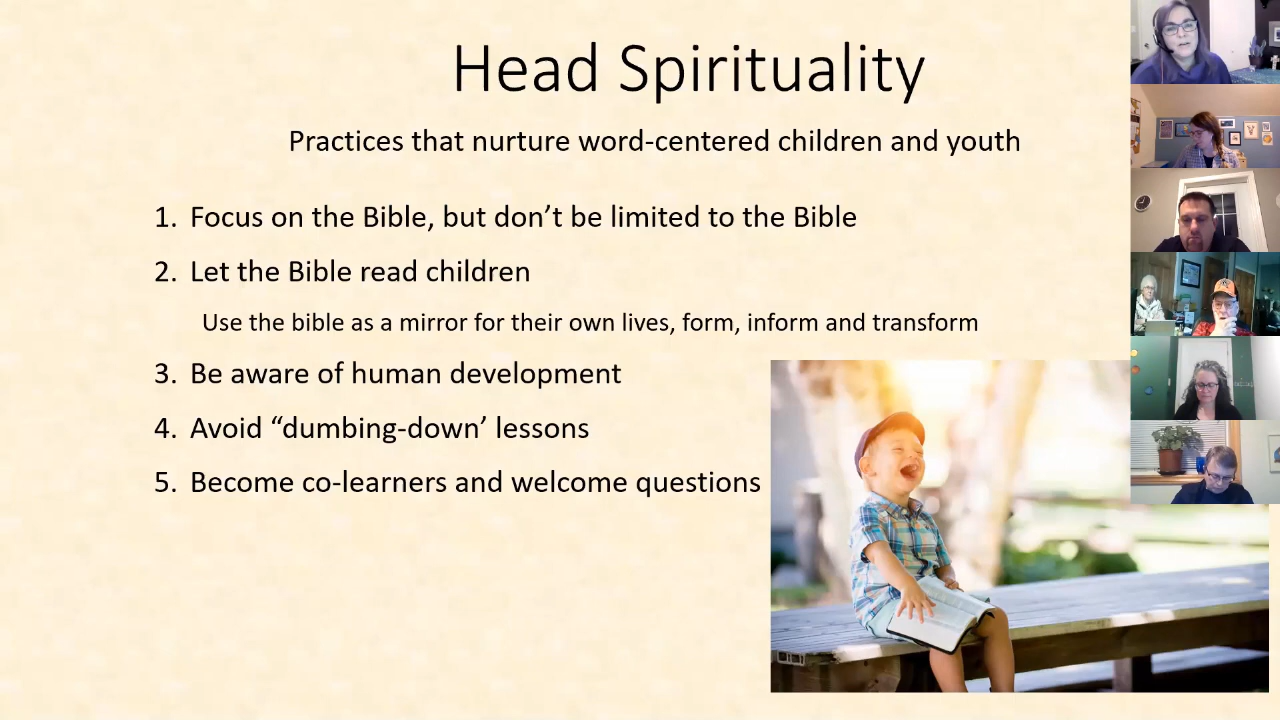 Head Spirituality
Practices that nurture word-centered children and youth
1. Focus on the Bible, but don’t be limited to the Bible
2. Let the Bible read children
Use the bible as a mirror for their own lives, form, inform and transform
3. Be aware of human development
4. Avoid “dumbing-down’ lessons
5. Become co-learners and welcome questions